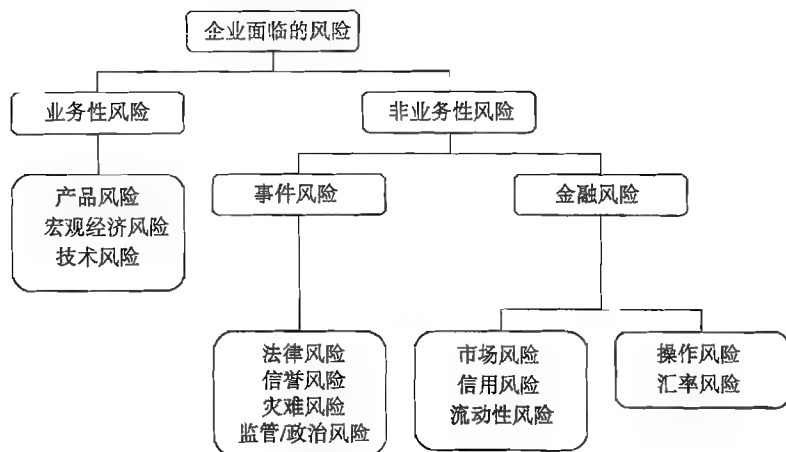 企业面临的风险
业务性风险
非业务性风险
产品风险
宏观经济风险
技术风险
事件风险
金融风险
法律风险
信誉风险
灾难风险
监管/政治风险
市场风险
信用风险
流动性风险
操作风险
汇率风险